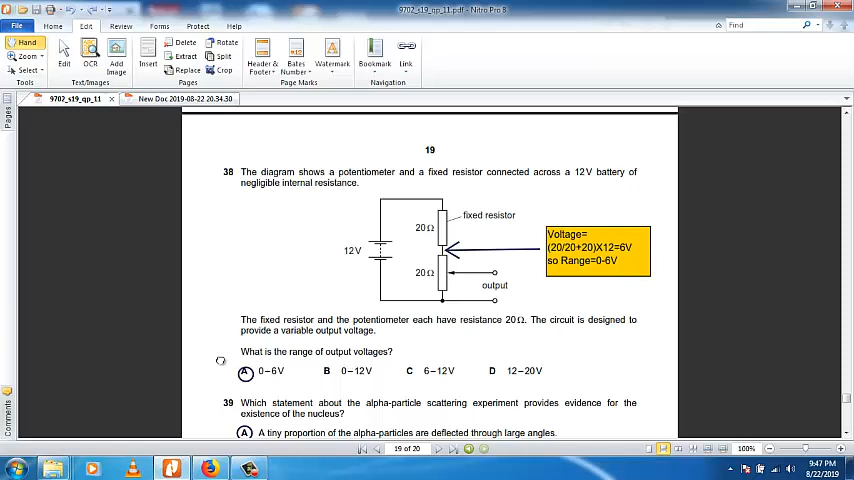 9702_s19_qp_11.pdf - Nitro Pro 8
File
Home
Edit
Review
Forms
Protect
Help
Find
Hand
Zoom
Select
Tools
Edit
OCR
Add Image
Text/Images
Insert
Delete
Extract
Replace
Rotate
Split
Crop
Pages
Header & Footer
Bates Number
Watermark
Page Marks
Bookmark
Link
Navigation
9702_s19_qp_11
New Doc 2019-08-22 20.34.30
Pages
Comments
19
38 The diagram shows a potentiometer and a fixed resistor connected across a 12 V battery of
negligible internal resistance.
fixed resistor
20Ω
12 V
20Ω
output
Voltage=
(20/20+20)X12=6V
so Range=0-6V
The fixed resistor and the potentiometer each have resistance 20Ω. The circuit is designed to
provide a variable output voltage.
What is the range of output voltages?
A 0–6V B 0–12V C 6–12V D 12–20V
39 Which statement about the alpha-particle scattering experiment provides evidence for the
existence of the nucleus?
A A tiny proportion of the alpha-particles are deflected through large angles.
19 of 20
100%
9:47 PM
8/22/2019